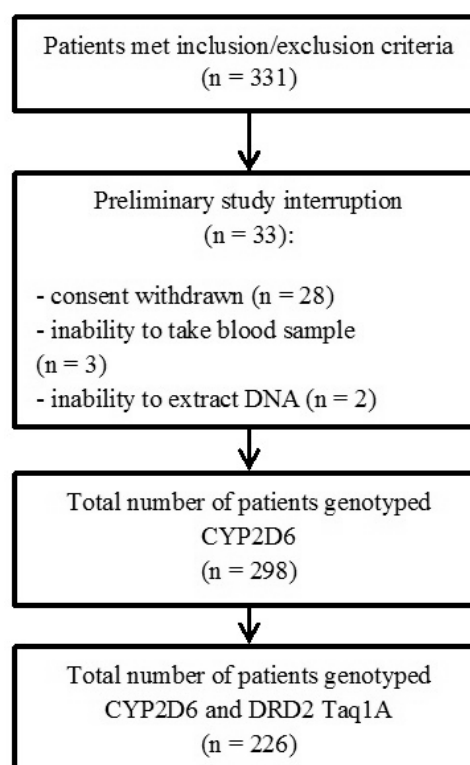 Patients met inclusion/exclusion criteria
(n = 331)
Preliminary study interruption
(n = 33):
- consent withdrawn (n = 28)
- inability to take blood sample
(n = 3)
- inability to extract DNA (n = 2)
Total number of patients genotyped
CYP2D6
(n = 298)
Total number of patients genotyped
CYP2D6 and DRD2 Taq1A
(n = 226)